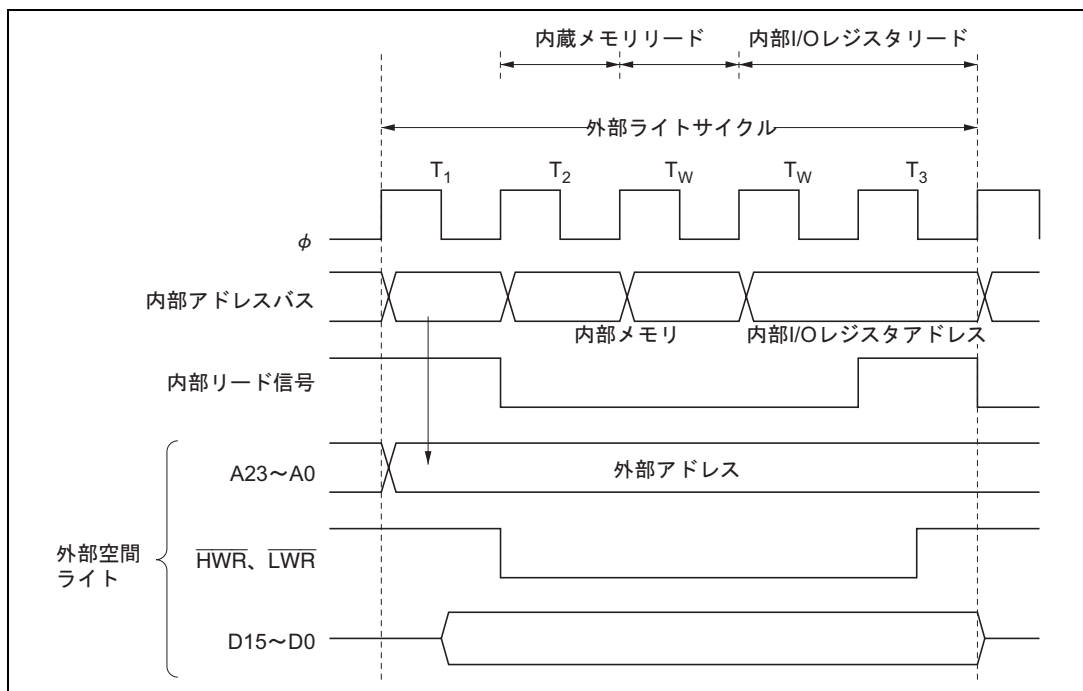 内蔵メモリリード 内部I/Oレジスタリード
外部ライトサイクル
T1 T2 TW TW T3
φ
内部アドレスバス
内部メモリ 内部I/Oレジスタアドレス
内部リード信号
A23〜A0 外部アドレス
外部空間
ライト
HWR、LWR
D15〜D0